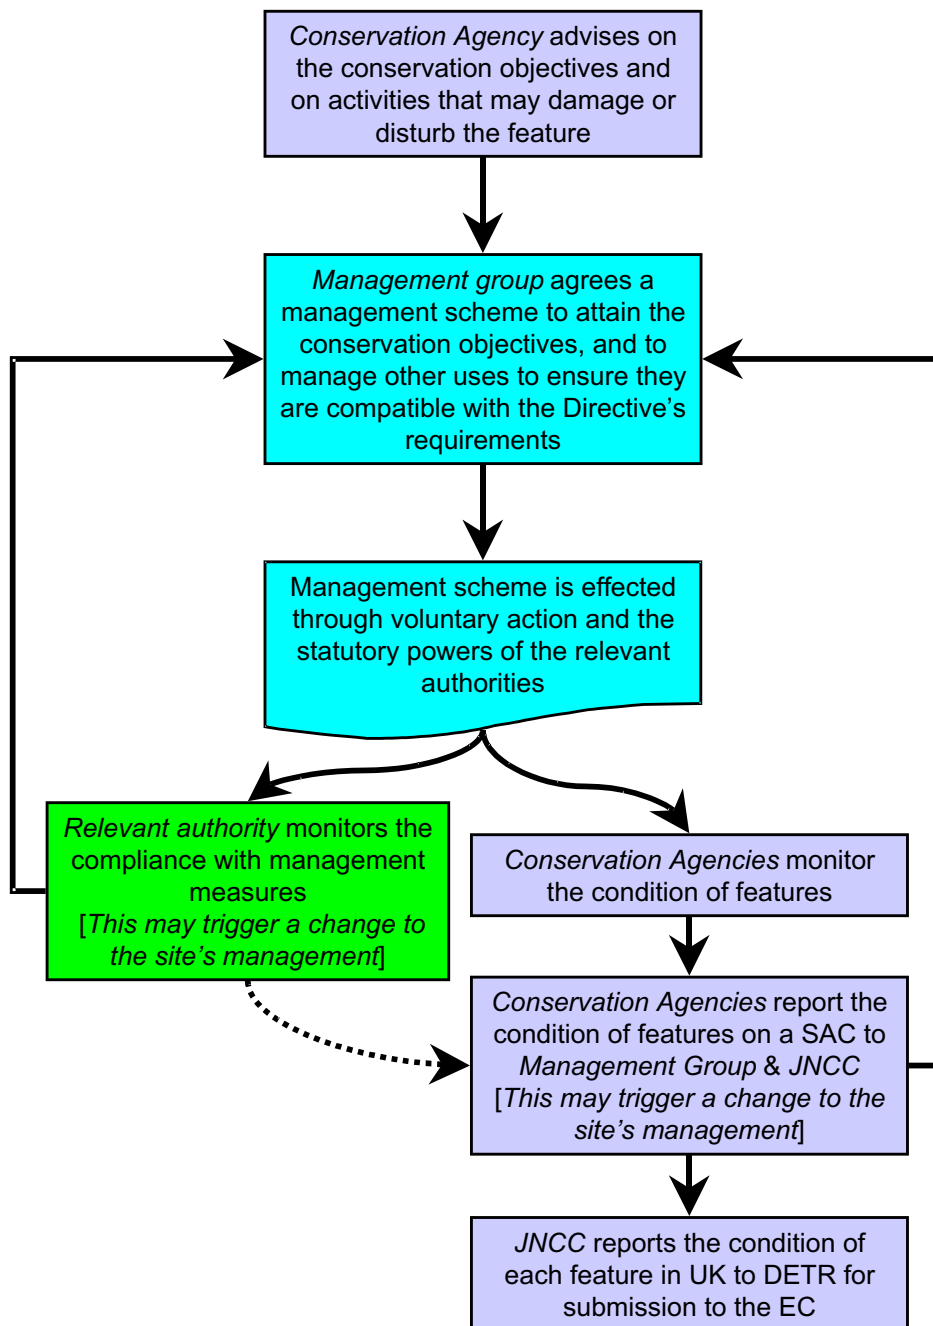 Conservation Agency advises on
the conservation objectives and
on activities that may damage or
disturb the feature
Management group agrees a
management scheme to attain the
conservation objectives, and to
manage other uses to ensure they
are compatible with the Directive’s
requirements
Management scheme is effected
through voluntary action and the
statutory powers of the relevant
authorities
Relevant authority monitors the
compliance with management
measures
[This may trigger a change to
the site’s management]
Conservation Agencies monitor
the condition of features
Conservation Agencies report the
condition of features on a SAC to
Management Group & JNCC
[This may trigger a change to the
site’s management]
JNCC reports the condition of
each feature in UK to DETR for
submission to the EC